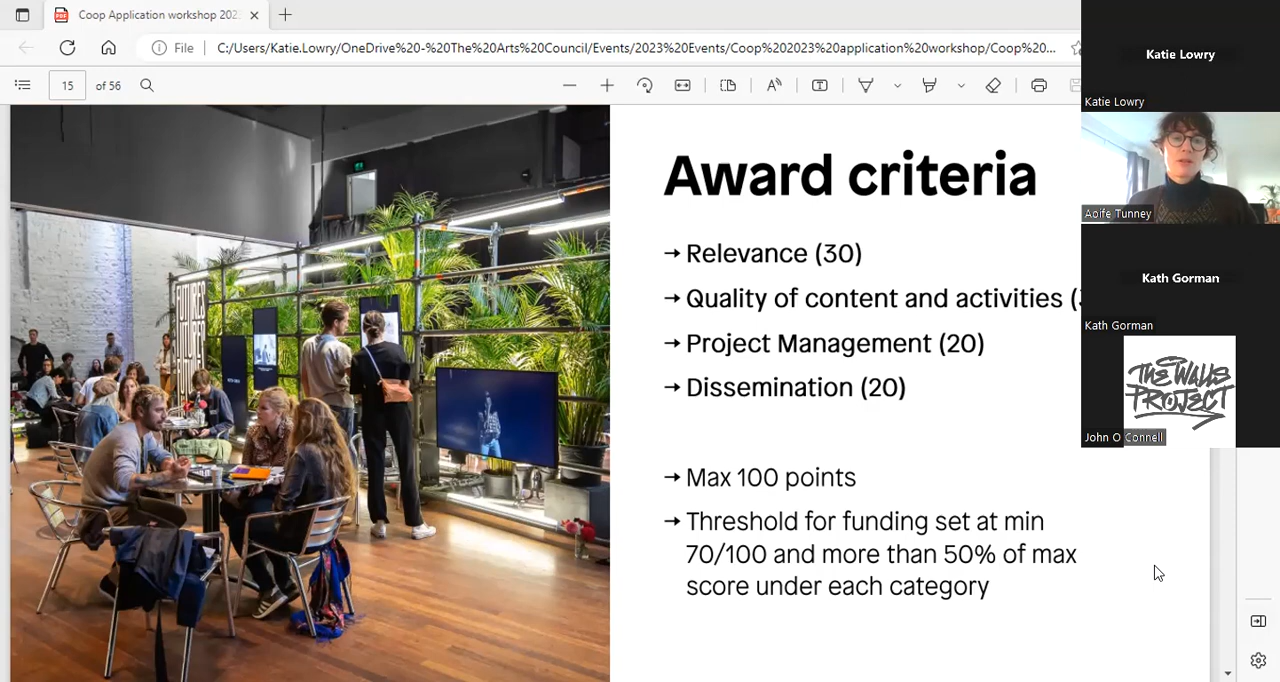 Coop Application workshop 202
File
C:/Users/Katie.Lowry/OneDrive%20-%20The%20Arts%20Council/Events/2023%20Events/Coop%202023%20application%20workshop/Coop%20...
15 of 56
Award criteria
→ Relevance (30)
→ Quality of content and activities (
→ Project Management (20)
→ Dissemination (20)
→ Max 100 points
→ Threshold for funding set at min
70/100 and more than 50% of max
score under each category
Katie Lowry
Katie Lowry
Aoife Tunney
Kath Gorman
Kath Gorman
THE WALLS
PROJECT
John O Connell